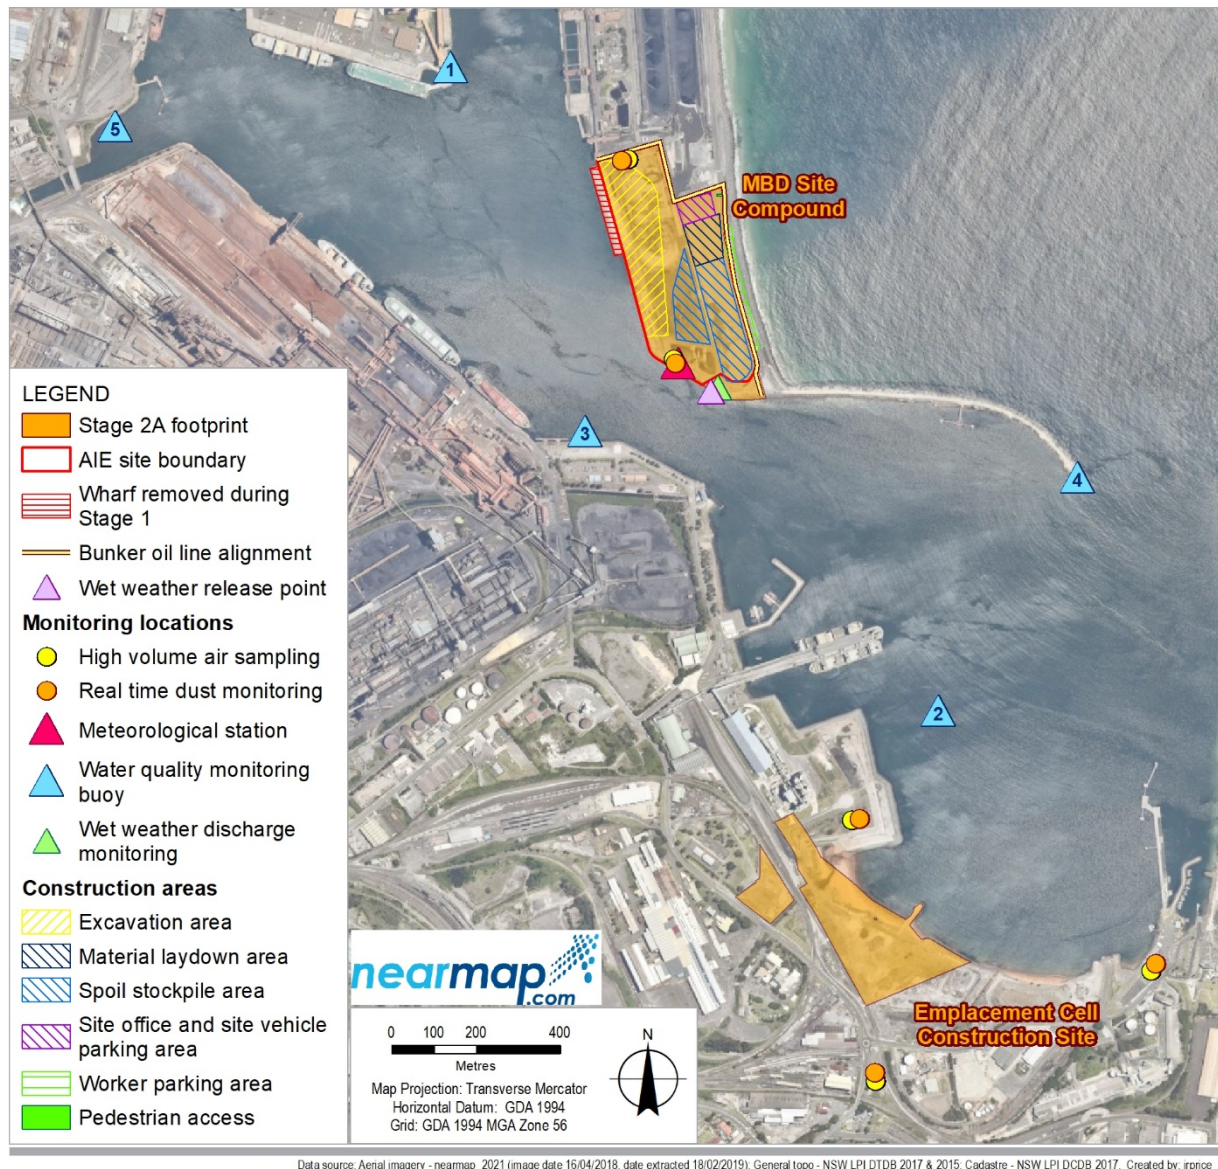 1
5
MBD Site
Compound
3
4
2
LEGEND
Stage 2A footprint
AIE site boundary
Wharf removed during
Stage 1
Bunker oil line alignment
Wet weather release point
Monitoring locations
High volume air sampling
Real time dust monitoring
Meteorological station
Water quality monitoring
buoy
Wet weather discharge
monitoring
Construction areas
Excavation area
Material laydown area
Spoil stockpile area
Site office and site vehicle
parking area
Worker parking area
Pedestrian access
nearmap
.com
Emplacement Cell
Construction Site
0 100 200 400
Metres
N
Map Projection: Transverse Mercator
Horizontal Datum: GDA 1994
Grid: GDA 1994 MGA Zone 56
Data source: Aerial imagery - nearmap 2021 (image date 16/04/2018, date extracted 18/02/2019); General topo - NSW LPI DTDB 2017 & 2015; Cadastre - NSW LPI DCDB 2017. Created by: jrprice